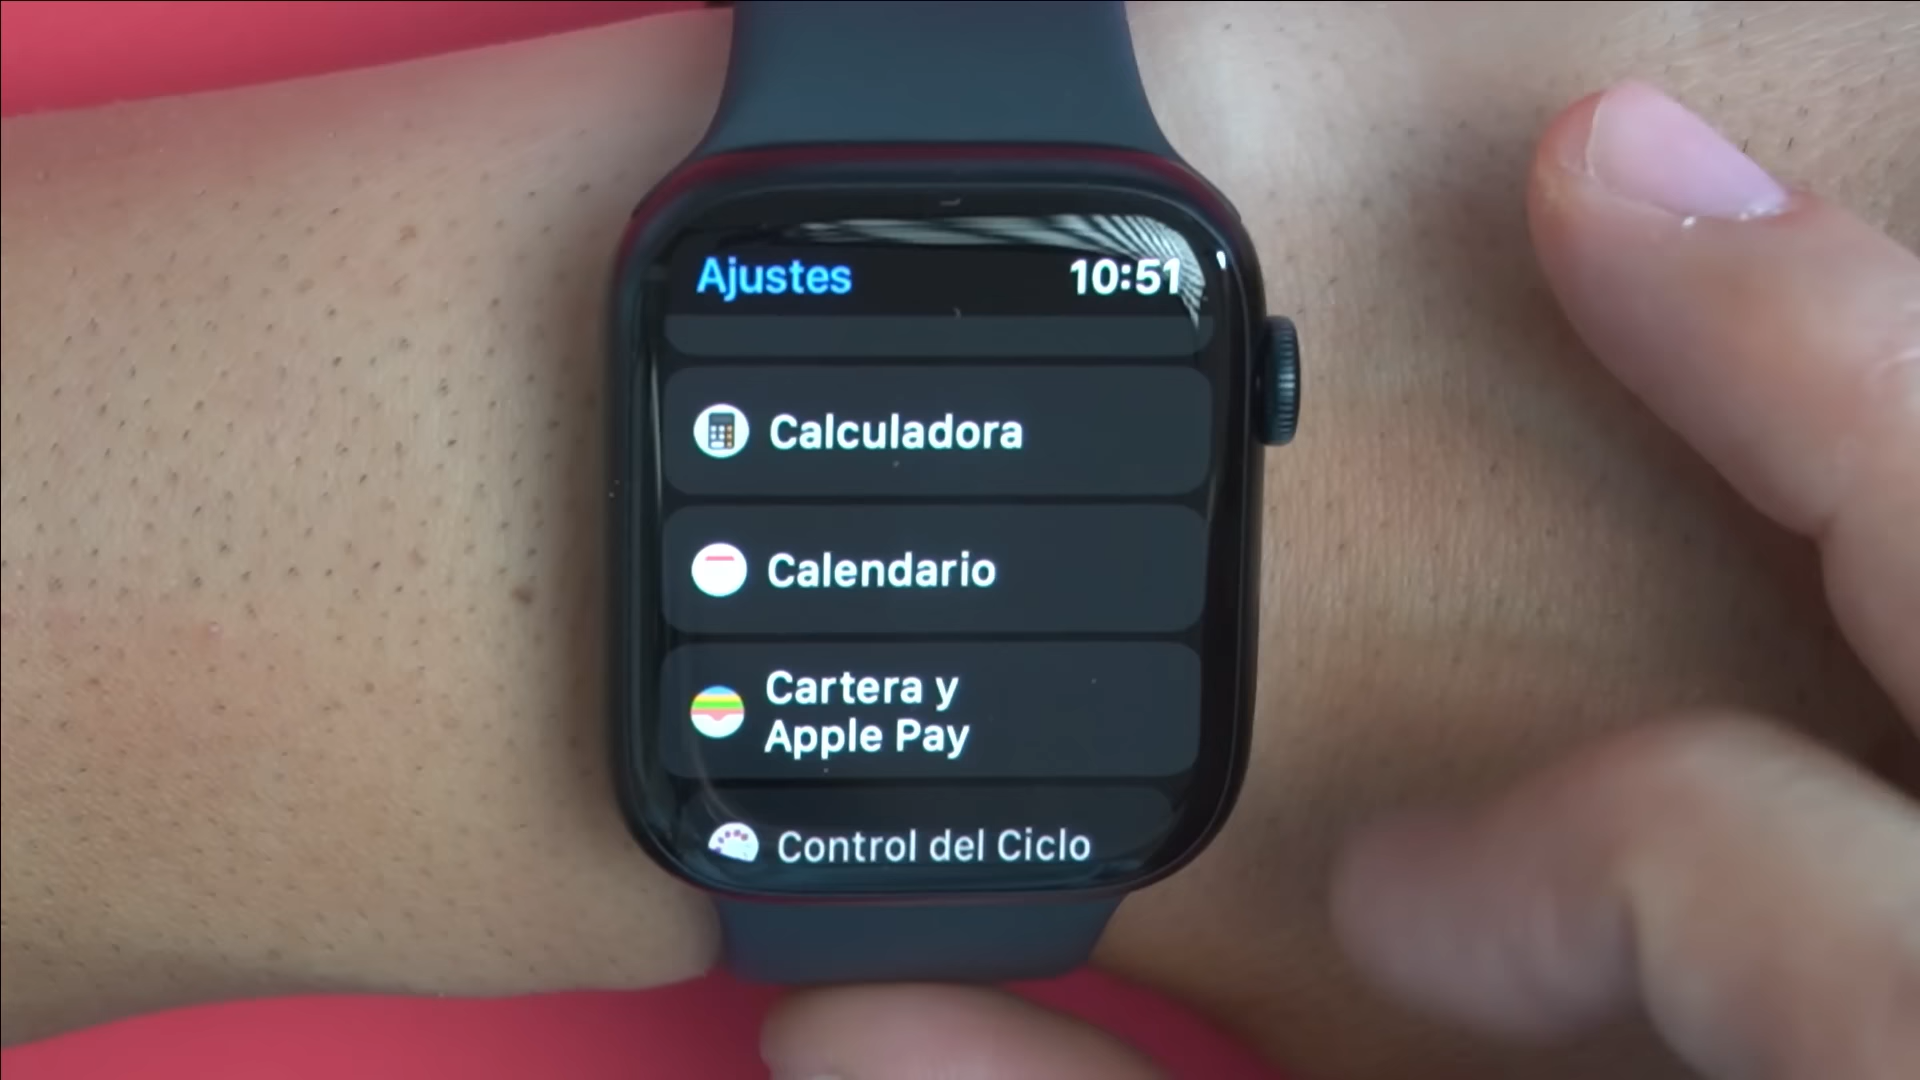 Ajustes 10:51
Calculadora
Calendario
Cartera y
Apple Pay
Control del Ciclo